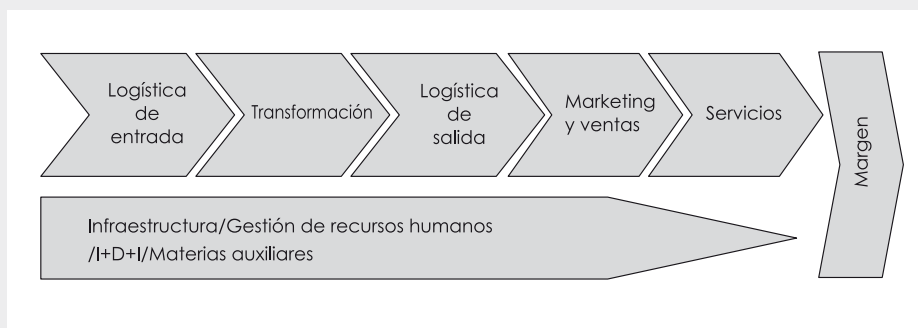 Logística
de
entrada
Transformación
Logística
de
salida
Marketing
y ventas
Servicios
Margen
Infraestructura/Gestión de recursos humanos
/I+D+I/Materias auxiliares